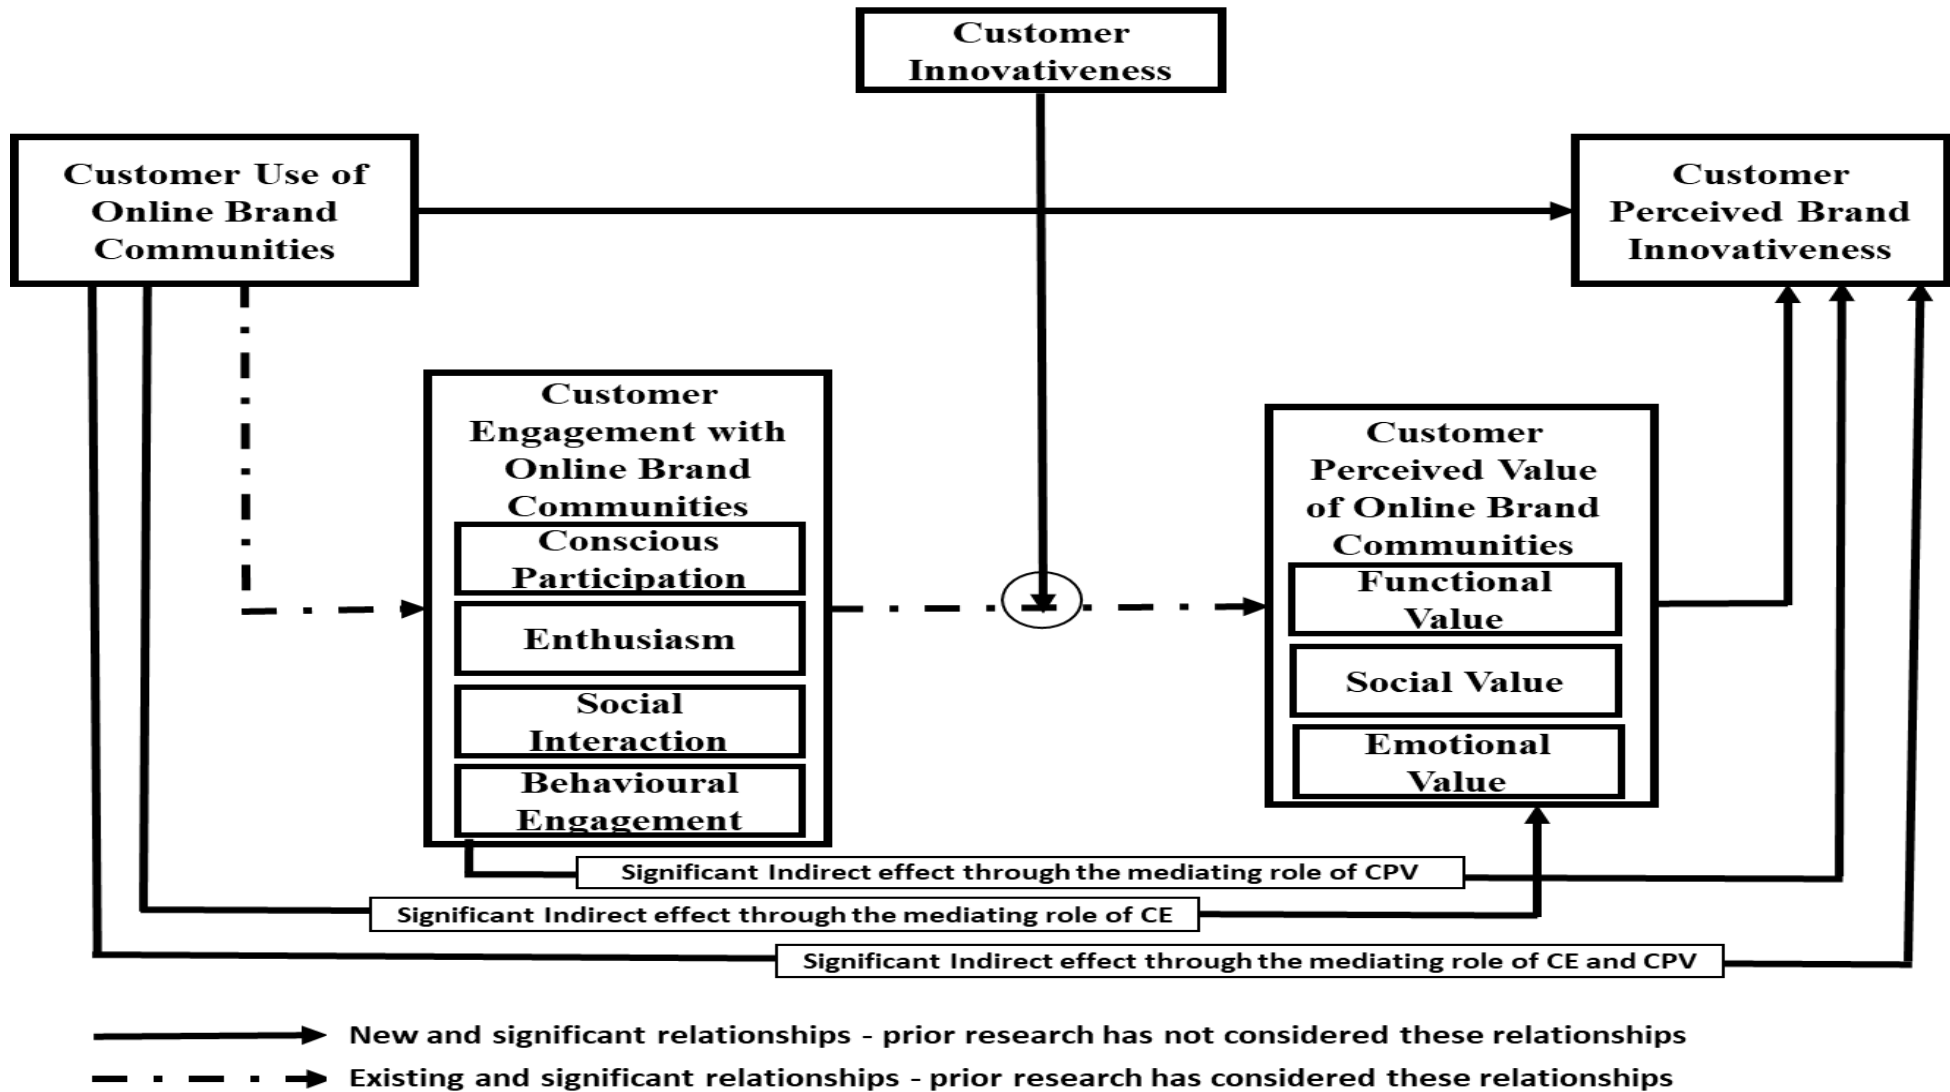 Customer
Innovativeness
Customer Use of
Online Brand
Communities
Customer
Perceived Brand
Innovativeness
Customer
Engagement with
Online Brand
Communities
Conscious
Participation
Enthusiasm
Social
Interaction
Behavioural
Engagement
Customer
Perceived Value
of Online Brand
Communities
Functional
Value
Social Value
Emotional
Value
Significant Indirect effect through the mediating role of CPV
Significant Indirect effect through the mediating role of CE
Significant Indirect effect through the mediating role of CE and CPV
New and significant relationships - prior research has not considered these relationships
Existing and significant relationships - prior research has considered these relationships